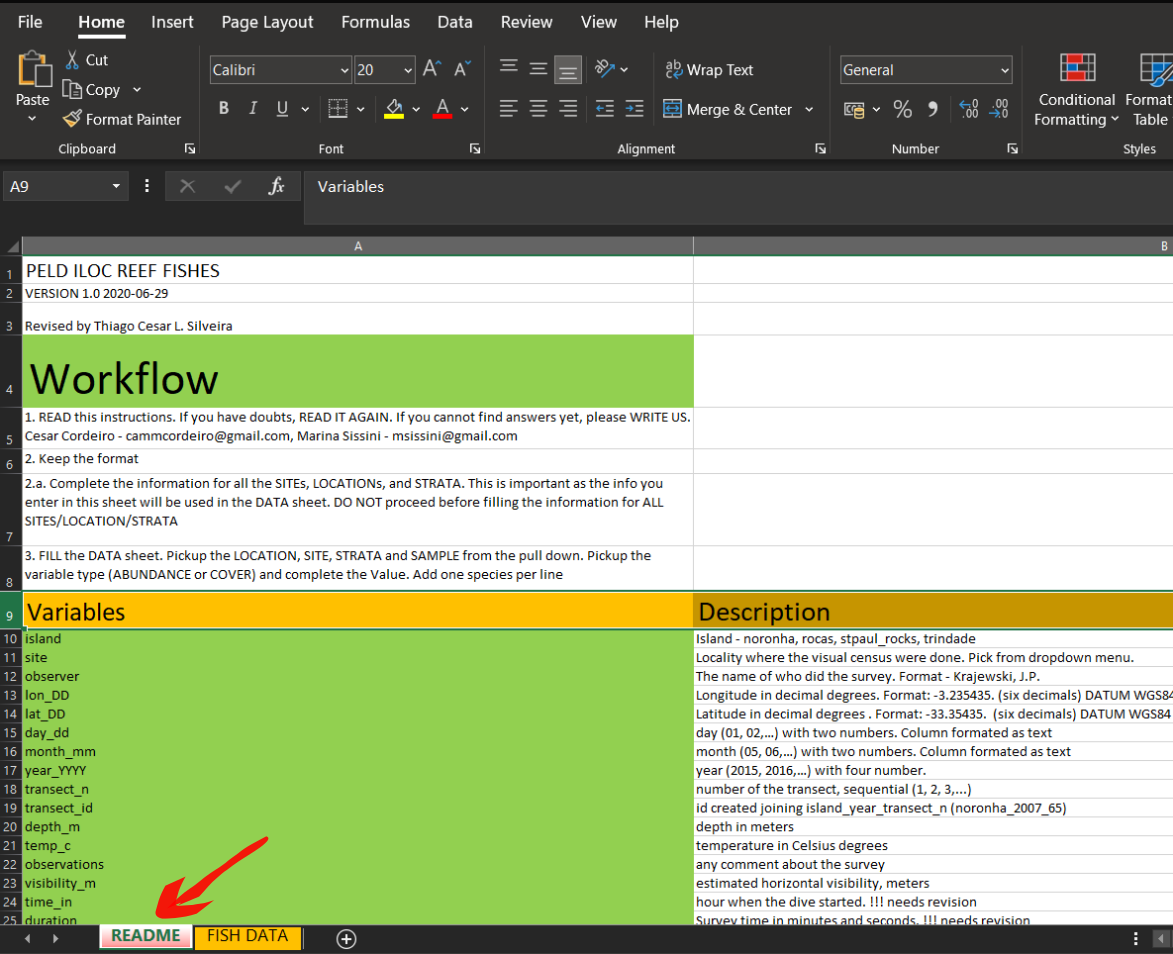 File Home Insert Page Layout Formulas Data Review View Help
Cut
Copy
Format Painter
Paste
Clipboard
Calibri 20 A A
B I U A
Font
Wrap Text
Merge & Center
Alignment
General
% 9 .00 .00
Number
Conditional Formatting
Format Table
Styles
A9 fx Variables
A B
1 PELD ILOC REEF FISHES
2 VERSION 1.0 2020-06-29
3 Revised by Thiago Cesar L. Silveira
4 Workflow
1. READ this instructions. If you have doubts, READ IT AGAIN. If you cannot find answers yet, please WRITE US.
5 Cesar Cordeiro - cammcordeiro@gmail.com, Marina Sissini - msissini@gmail.com
6 2. Keep the format
2.a. Complete the information for all the SITEs, LOCATIONs, and STRATA. This is important as the info you
enter in this sheet will be used in the DATA sheet. DO NOT proceed before filling the information for ALL
7 SITES/LOCATION/STRATA
3. FILL the DATA sheet. Pickup the LOCATION, SITE, STRATA and SAMPLE from the pull down. Pickup the
8 variable type (ABUNDANCE or COVER) and complete the Value. Add one species per line
9 Variables Description
10 island Island - noronha, rocas, stpaul_rocks, trindade
11 site Locality where the visual census were done. Pick from dropdown menu.
12 observer The name of who did the survey. Format - Krajewski, J.P.
13 lon_DD Longitude in decimal degrees. Format: -3.235435. (six decimals) DATUM WGS84
14 lat_DD Latitude in decimal degrees . Format: -33.35435. (six decimals) DATUM WGS84
15 day_dd day (01, 02,...) with two numbers. Column formated as text
16 month_mm month (05, 06,...) with two numbers. Column formated as text
17 year_YYYY year (2015, 2016,...) with four number.
18 transect_n number of the transect, sequential (1, 2, 3,...)
19 transect_id id created joining island_year_transect_n (noronha_2007_65)
20 depth_m depth in meters
21 temp_c temperature in Celsius degrees
22 observations any comment about the survey
23 visibility_m estimated horizontal visibility, meters
24 time_in hour when the dive started. !!! needs revision
25 duration Survey time in minutes and seconds. !!! needs revision
README FISH DATA